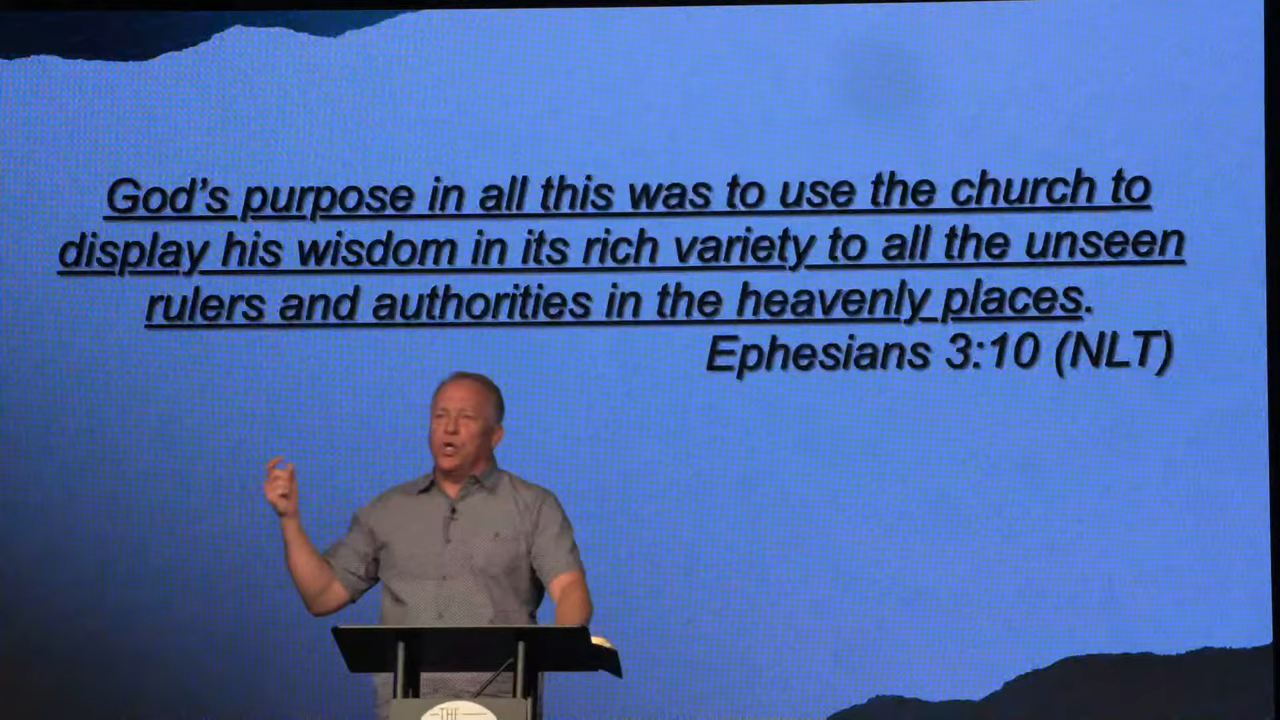 God's purpose in all this was to use the church to
display his wisdom in its rich variety to all the unseen
rulers and authorities in the heavenly places.
Ephesians 3:10 (NLT)
THE